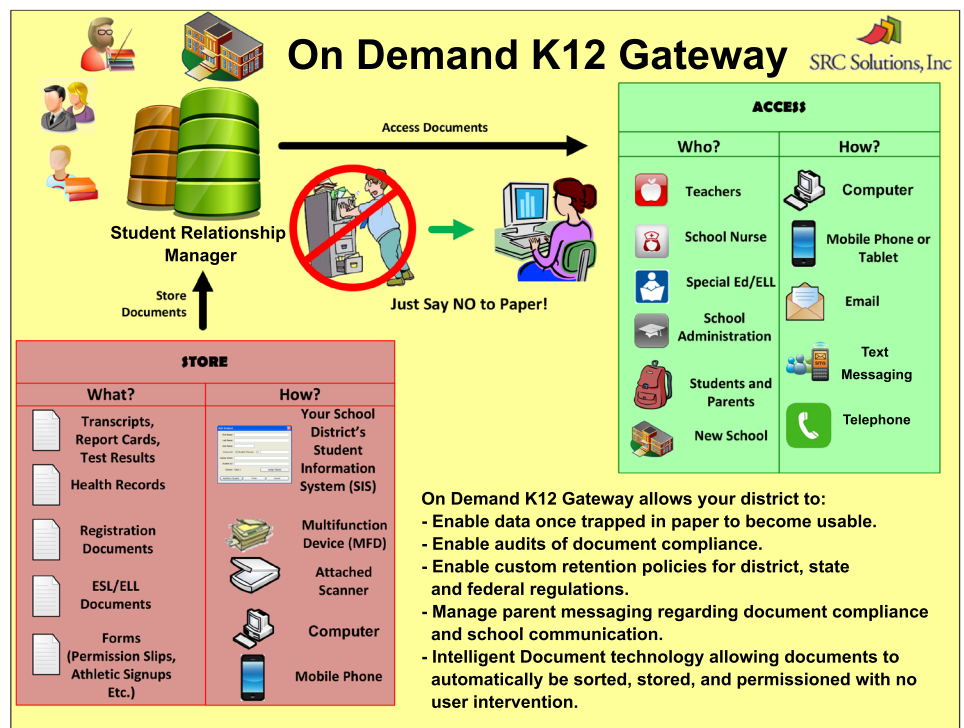 On Demand K12 Gateway
SRC Solutions, Inc
Access Documents
Student Relationship
Manager
Just Say NO to Paper!
Store
Documents
ACCESS
Who?
How?
Teachers
School Nurse
Special Ed/ELL
School
Administration
Students and
Parents
New School
Computer
Mobile Phone or
Tablet
Email
Text
Messaging
Telephone
STORE
What?
How?
Transcripts,
Report Cards,
Test Results
Health Records
Registration
Documents
ESL/ELL
Documents
Forms
(Permission Slips,
Athletic Signups
Etc.)
Your School
District's
Student
Information
System (SIS)
Multifunction
Device (MFD)
Attached
Scanner
Computer
Mobile Phone
On Demand K12 Gateway allows your district to:
- Enable data once trapped in paper to become usable.
- Enable audits of document compliance.
- Enable custom retention policies for district, state
and federal regulations.
- Manage parent messaging regarding document compliance
and school communication.
- Intelligent Document technology allowing documents to
automatically be sorted, stored, and permissioned with no
user intervention.